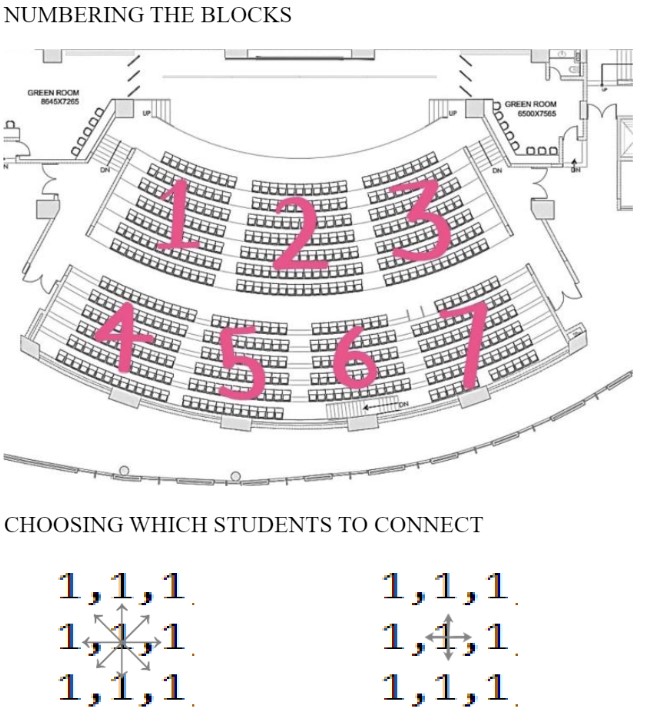 NUMBERING THE BLOCKS
GREEN ROOM
8645X7265
GREEN ROOM
6500X7565
UP
UP
UP
DN
DN
DN
N
1 2 3
4 5 6 7
DN
CHOOSING WHICH STUDENTS TO CONNECT
1,1,1. 1,1,1.
1,1,1. 1,1,1.
1,1,1. 1,1,1.